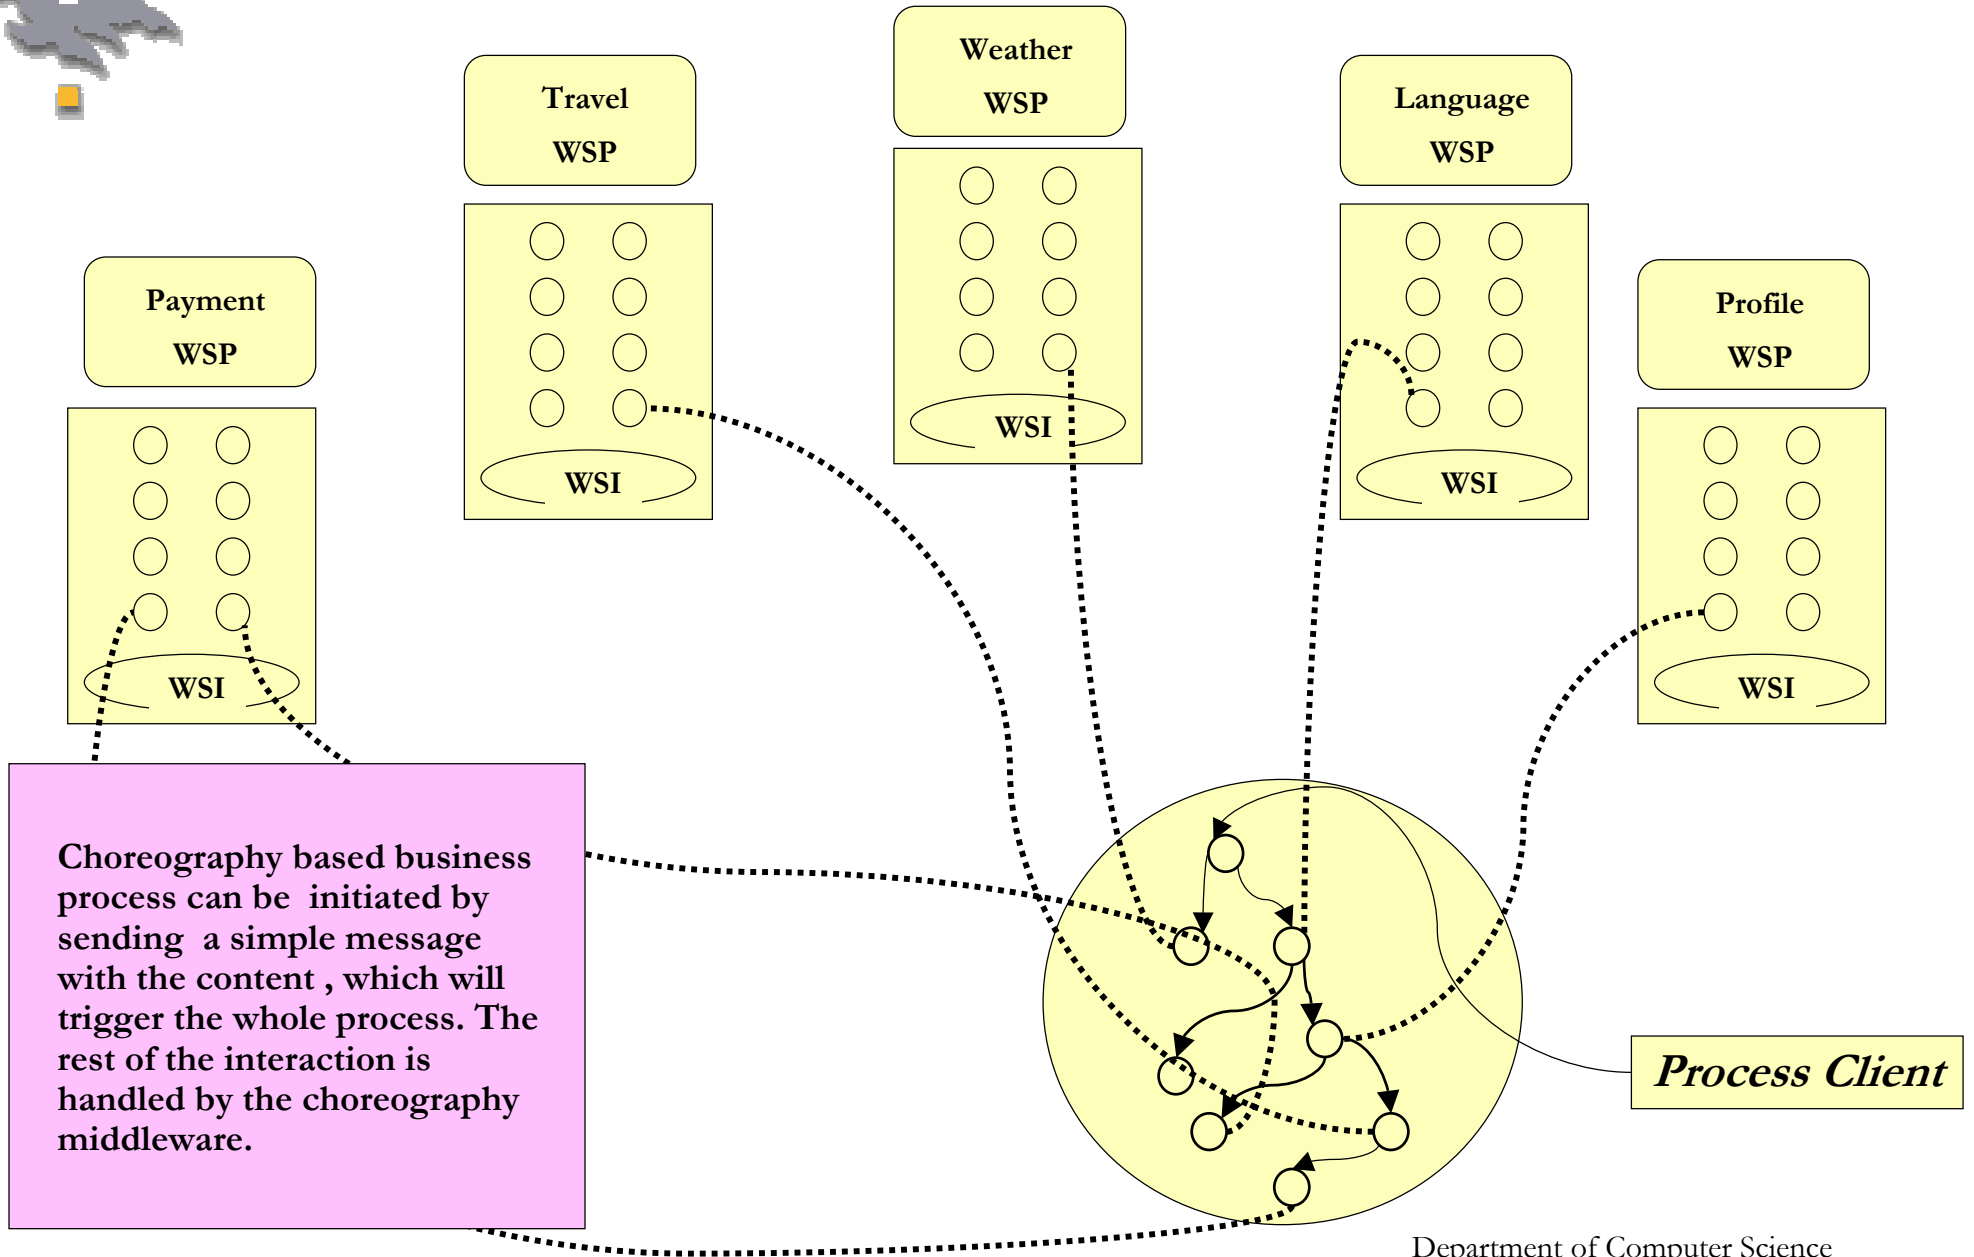 Weather
WSP
Travel
WSP
Language
WSP
Payment
WSP
Profile
WSP
WSI
WSI
WSI
WSI
WSI
Choreography based business
process can be initiated by
sending a simple message
with the content , which will
trigger the whole process. The
rest of the interaction is
handled by the choreography
middleware.
Process Client
Department of Computer Science